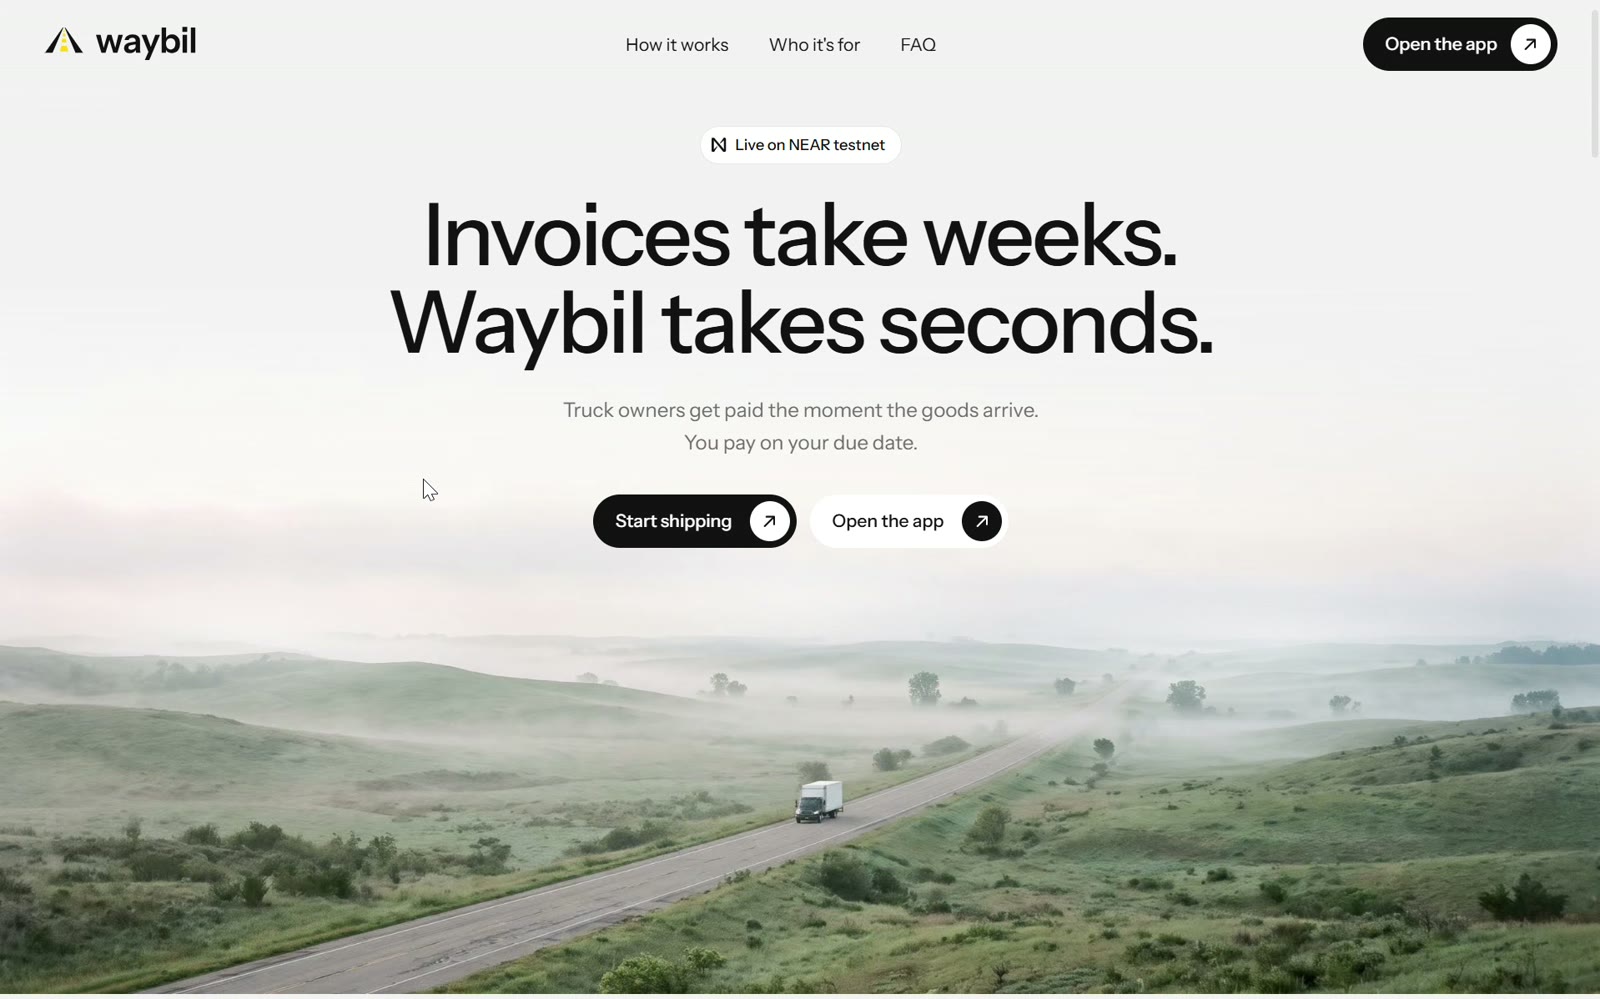 waybil
How it works
Who it's for
FAQ
Open the app
Live on NEAR testnet
Invoices take weeks.
Waybil takes seconds.
Truck owners get paid the moment the goods arrive.
You pay on your due date.
Start shipping
Open the app